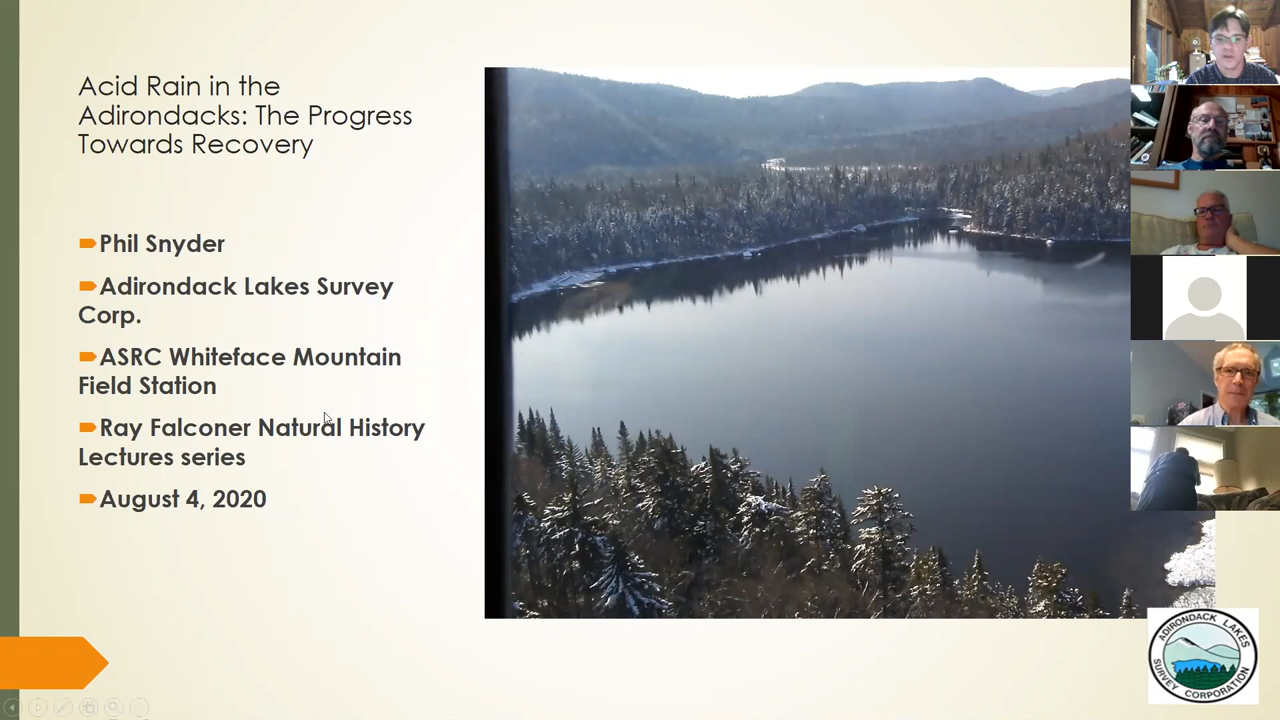 Acid Rain in the
Adirondacks: The Progress
Towards Recovery
Phil Snyder
Adirondack Lakes Survey
Corp.
ASRC Whiteface Mountain
Field Station
Ray Falconer Natural History
Lectures series
August 4, 2020
ADIRONDACK LAKES
SURVEY CORPORATION